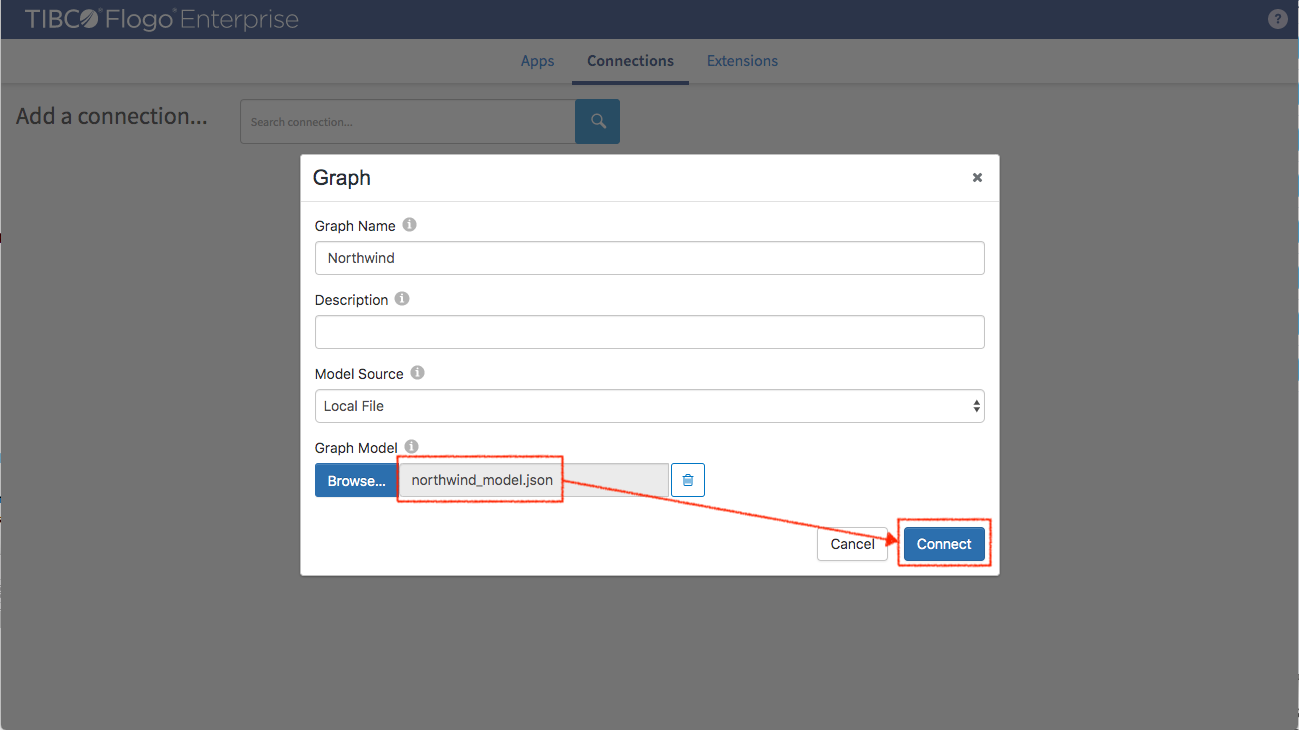 TIBCO® Flogo® Enterprise
?
Apps Connections Extensions
Add a connection...
Search connection...
Graph
Graph Name
Northwind
Description
Model Source
Local File
Graph Model
Browse... northwind_model.json
Cancel Connect